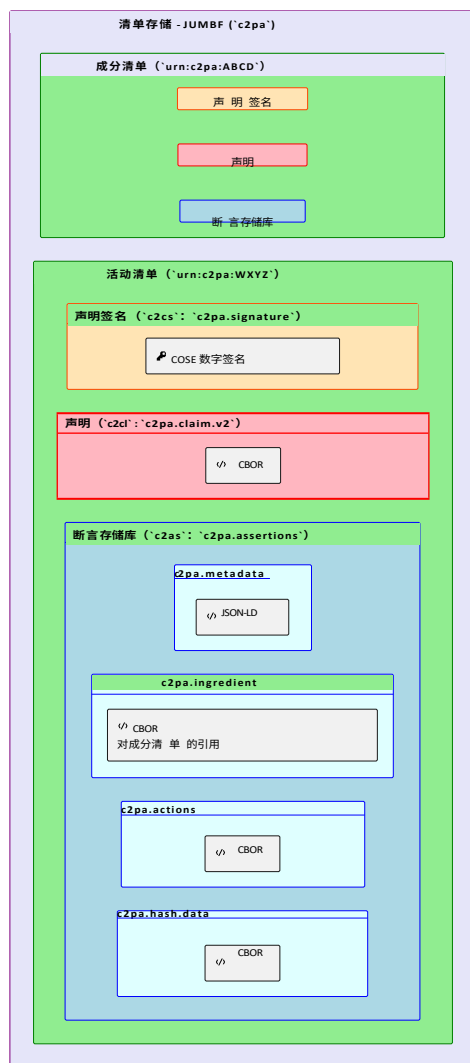 清单存储 - JUMBF (`c2pa`)
成分清单（`urn:c2pa:ABCD`）
声 明 签名
声明
断 言存储库
活动清单（`urn:c2pa:WXYZ`）
声明签名（`c2cs`：`c2pa.signature`）
COSE 数字签名
声明（`c2cl`:`c2pa.claim.v2`）
CBOR
断言存储库（`c2as`：`c2pa.assertions`）
c2pa.metadata
JSON-LD
c2pa.ingredient
CBOR
对成分清 单 的引用
c2pa.actions
CBOR
c2pa.hash.data
CBOR